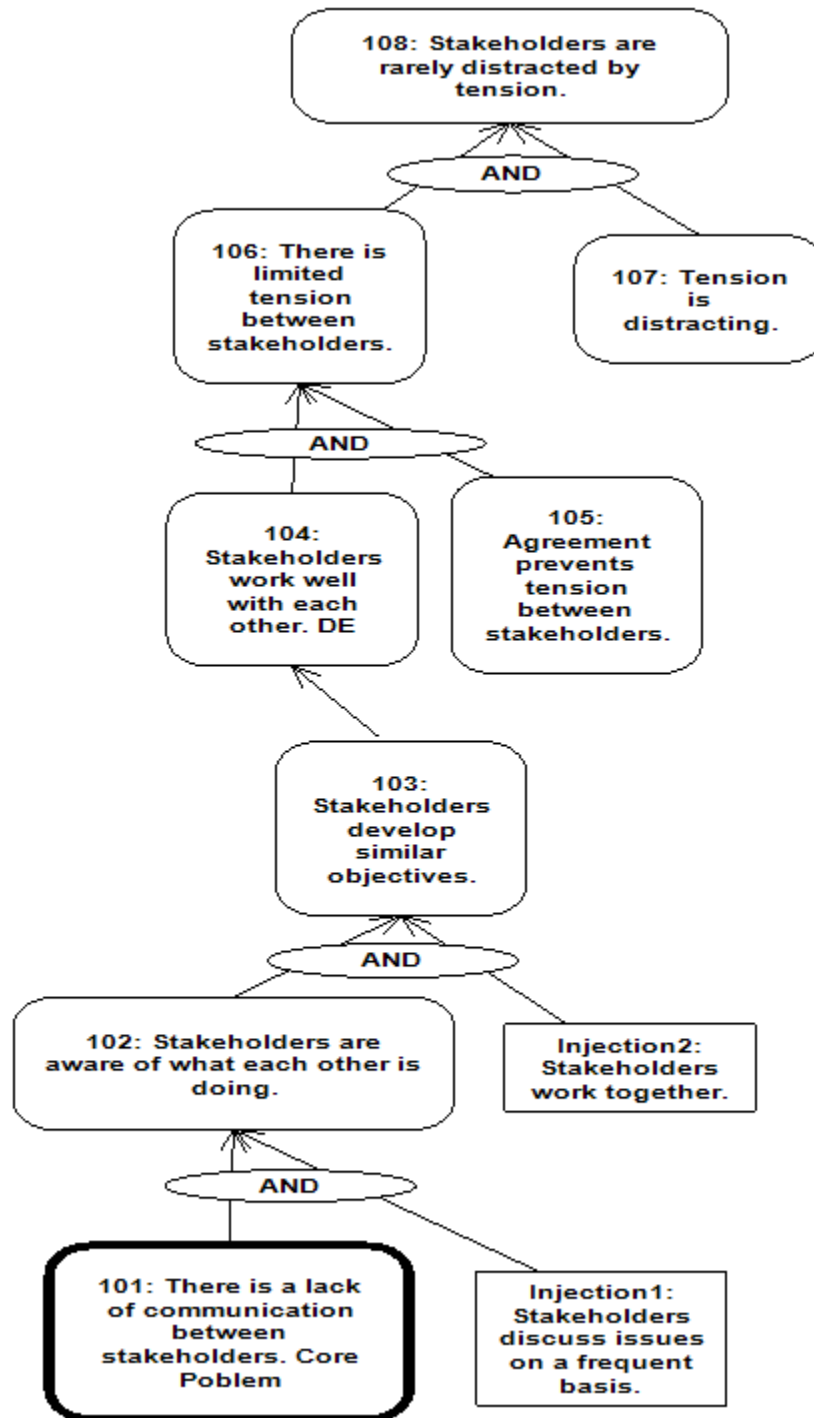 108: Stakeholders are
rarely distracted by
tension.
AND
106: There is
limited
tension
between
stakeholders.
107: Tension
is
distracting.
AND
104:
Stakeholders
work well
with each
other. DE
105:
Agreement
prevents
tension
between
stakeholders.
103:
Stakeholders
develop
similar
objectives.
AND
102: Stakeholders are
aware of what each other is
doing.
Injection2:
Stakeholders
work together.
AND
101: There is a lack
of communication
between
stakeholders. Core
Poblem
Injection1:
Stakeholders
discuss issues
on a frequent
basis.